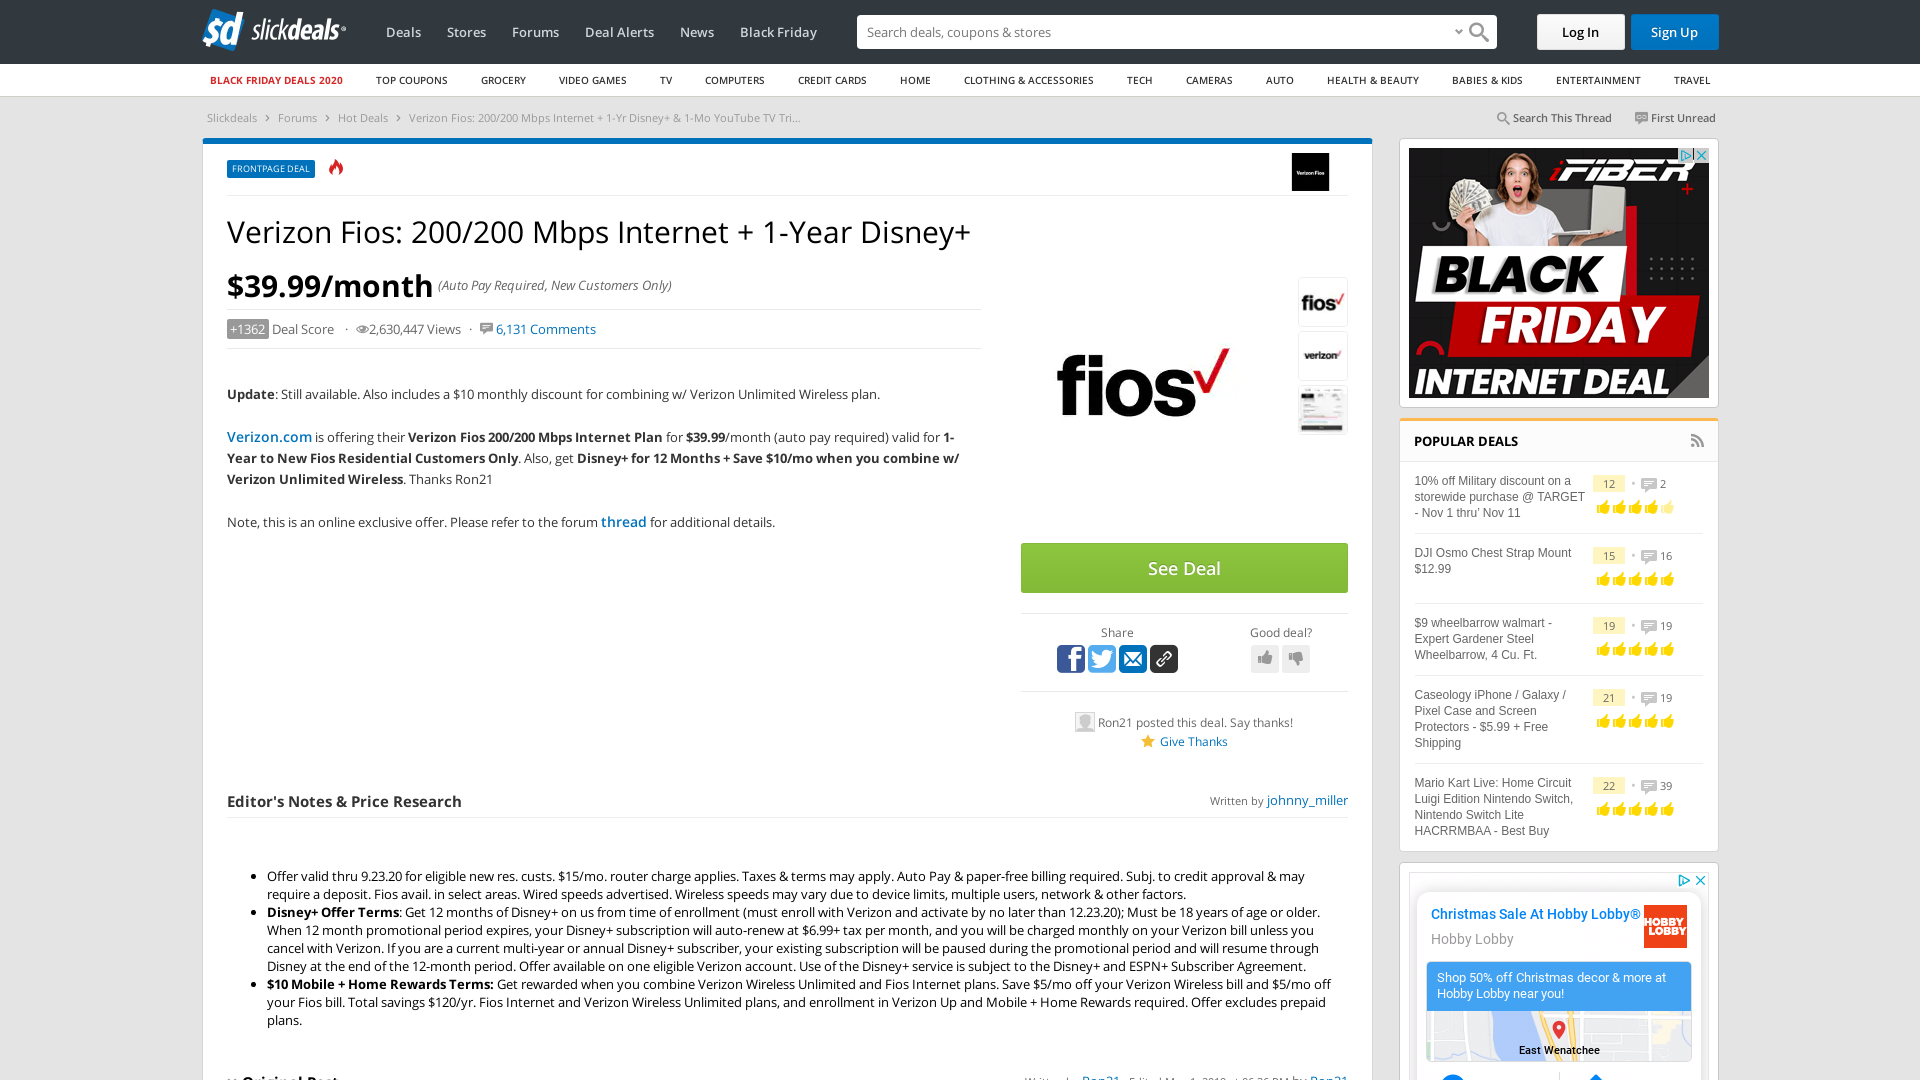 slickdeals
Deals
Stores
Forums
Deal Alerts
News
Black Friday
Search deals, coupons & stores
Log In
Sign Up
BLACK FRIDAY DEALS 2020
TOP COUPONS
GROCERY
VIDEO GAMES
TV
COMPUTERS
CREDIT CARDS
HOME
CLOTHING & ACCESSORIES
TECH
CAMERAS
AUTO
HEALTH & BEAUTY
BABIES & KIDS
ENTERTAINMENT
TRAVEL
Slickdeals > Forums > Hot Deals > Verizon Fios: 200/200 Mbps Internet + 1-Yr Disney+ & 1-Mo YouTube TV Tri...
Search This Thread
First Unread
FRONTPAGE DEAL
Verizon Fios
Verizon Fios: 200/200 Mbps Internet + 1-Year Disney+
$39.99/month (Auto Pay Required, New Customers Only)
+1362 Deal Score · 2,630,447 Views · 6,131 Comments
Update: Still available. Also includes a $10 monthly discount for combining w/ Verizon Unlimited Wireless plan.
Verizon.com is offering their Verizon Fios 200/200 Mbps Internet Plan for $39.99/month (auto pay required) valid for 1-
Year to New Fios Residential Customers Only. Also, get Disney+ for 12 Months + Save $10/mo when you combine w/
Verizon Unlimited Wireless. Thanks Ron21
Note, this is an online exclusive offer. Please refer to the forum thread for additional details.
fios
fios
verizon
See Deal
Share
Good deal?
Ron21 posted this deal. Say thanks!
Give Thanks
Editor's Notes & Price Research
Written by johnny_miller
• Offer valid thru 9.23.20 for eligible new res. custs. $15/mo. router charge applies. Taxes & terms may apply. Auto Pay & paper-free billing required. Subj. to credit approval & may
require a deposit. Fios avail. in select areas. Wired speeds advertised. Wireless speeds may vary due to device limits, multiple users, network & other factors.
• Disney+ Offer Terms: Get 12 months of Disney+ on us from time of enrollment (must enroll with Verizon and activate by no later than 12.23.20); Must be 18 years of age or older.
When 12 month promotional period expires, your Disney+ subscription will auto-renew at $6.99+ tax per month, and you will be charged monthly on your Verizon bill unless you
cancel with Verizon. If you are a current multi-year or annual Disney+ subscriber, your existing subscription will be paused during the promotional period and will resume through
Disney at the end of the 12-month period. Offer available on one eligible Verizon account. Use of the Disney+ service is subject to the Disney+ and ESPN+ Subscriber Agreement.
• $10 Mobile + Home Rewards Terms: Get rewarded when you combine Verizon Wireless Unlimited and Fios Internet plans. Save $5/mo off your Verizon Wireless bill and $5/mo off
your Fios bill. Total savings $120/yr. Fios Internet and Verizon Wireless Unlimited plans, and enrollment in Verizon Up and Mobile + Home Rewards required. Offer excludes prepaid
plans.
Original Post
iFIBER
BLACK
FRIDAY
INTERNET DEAL
POPULAR DEALS
10% off Military discount on a
storewide purchase @ TARGET
- Nov 1 thru' Nov 11
12 • 2
DJI Osmo Chest Strap Mount
$12.99
15 • 16
$9 wheelbarrow walmart -
Expert Gardener Steel
Wheelbarrow, 4 Cu. Ft.
19 • 19
Caseology iPhone / Galaxy /
Pixel Case and Screen
Protectors - $5.99 + Free
Shipping
21 • 19
Mario Kart Live: Home Circuit
Luigi Edition Nintendo Switch,
Nintendo Switch Lite
HACRRMBAA - Best Buy
22 • 39
Christmas Sale At Hobby Lobby®
Hobby Lobby
HOBBY
LOBBY
Shop 50% off Christmas decor & more at
Hobby Lobby near you!
East Wenatchee